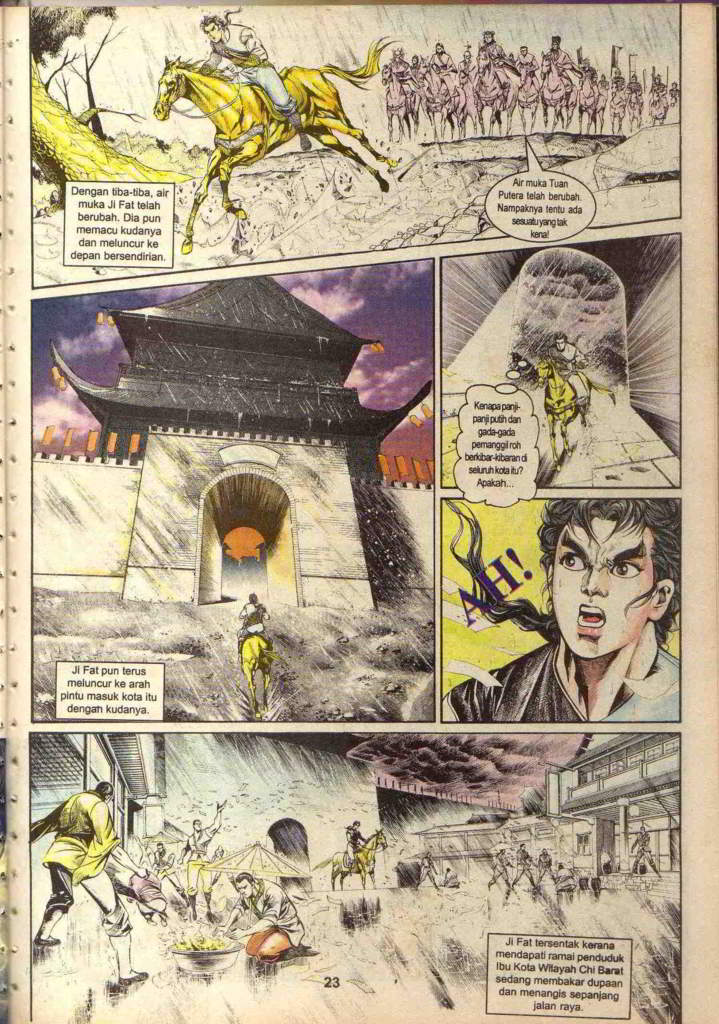 Dengan tiba-tiba, air
muka Ji Fat telah
berubah. Dia pun
memacu kudanya
dan meluncur ke
depan bersendirian.
Air muka Tuan
Putera telah berubah.
Nampaknya tentu ada
sesuatu yang tak
kena!
Ji Fat pun terus
meluncur ke arah
pintu masuk kota itu
dengan kudanya.
Kenapa panji-
panji putih dan
gada-gada
pemanggil roh
berkibar-kibaran di
seluruh kota itu?
Apakah...
AH!
Ji Fat tersentak kerana
mendapati ramai penduduk
Ibu Kota Wilayah Chi Barat
sedang membakar dupaan
dan menangis sepanjang
jalan raya.
23